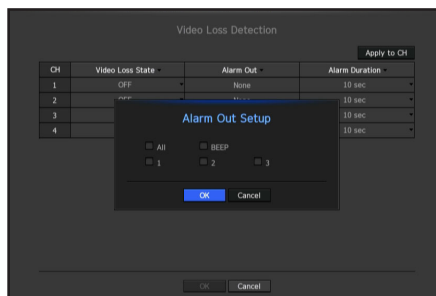 Video Loss Detection
Apply to CH
CH Video Loss State Alarm Out Alarm Duration
1 OFF None 10 sec
2 OFF None 10 sec
3 10 sec
4 10 sec
Alarm Out Setup
All BEEP
1 2 3
OK Cancel
OK Cancel